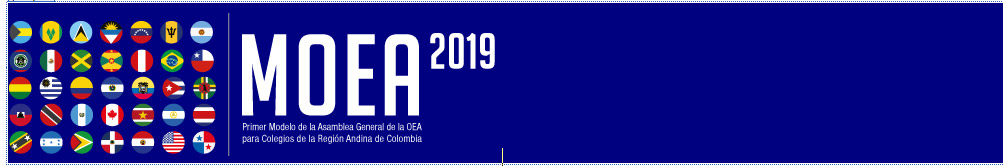 MOEA 2019
Primer Modelo de la Asamblea General de la OEA
para Colegios de la Región Andina de Colombia